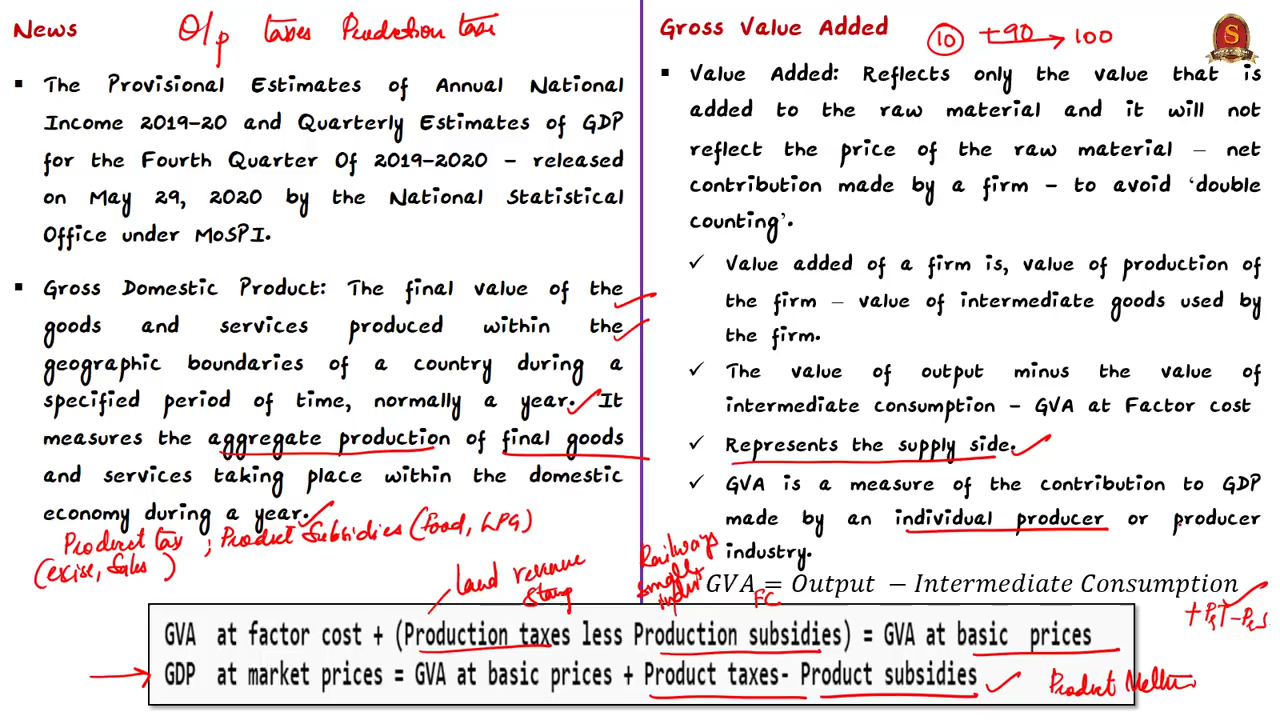 News
O/p taxes Production taxe
▪ The Provisional Estimates of Annual National
Income 2019-20 and Quarterly Estimates of GDP
for the Fourth Quarter Of 2019-2020 – released
on May 29, 2020 by the National Statistical
Office under MoSPI.
▪ Gross Domestic Product: The final value of the
goods and services produced within the
geographic boundaries of a country during a
specified period of time, normally a year. It
measures the aggregate production of final goods
and services taking place within the domestic
economy during a year.
Product tax ; Product Subsidies (food, LPG)
(excise, Sales)
Gross Value Added
10 +90 → 100
S
▪ Value Added: Reflects only the value that is
added to the raw material and it will not
reflect the price of the raw material – net
contribution made by a firm – to avoid ‘double
counting’.
✓ Value added of a firm is, value of production of
the firm – value of intermediate goods used by
the firm.
✓ The value of output minus the value of
intermediate consumption – GVA at Factor cost
✓ Represents the supply side.
✓ GVA is a measure of the contribution to GDP
made by an individual producer or producer
industry.
GVA = Output − Intermediate Consumption
FC
Land revenue
Railways
GVA at factor cost + (Production taxes less Production subsidies) = GVA at basic prices
GDP at market prices = GVA at basic prices + Product taxes- Product subsidies
Product